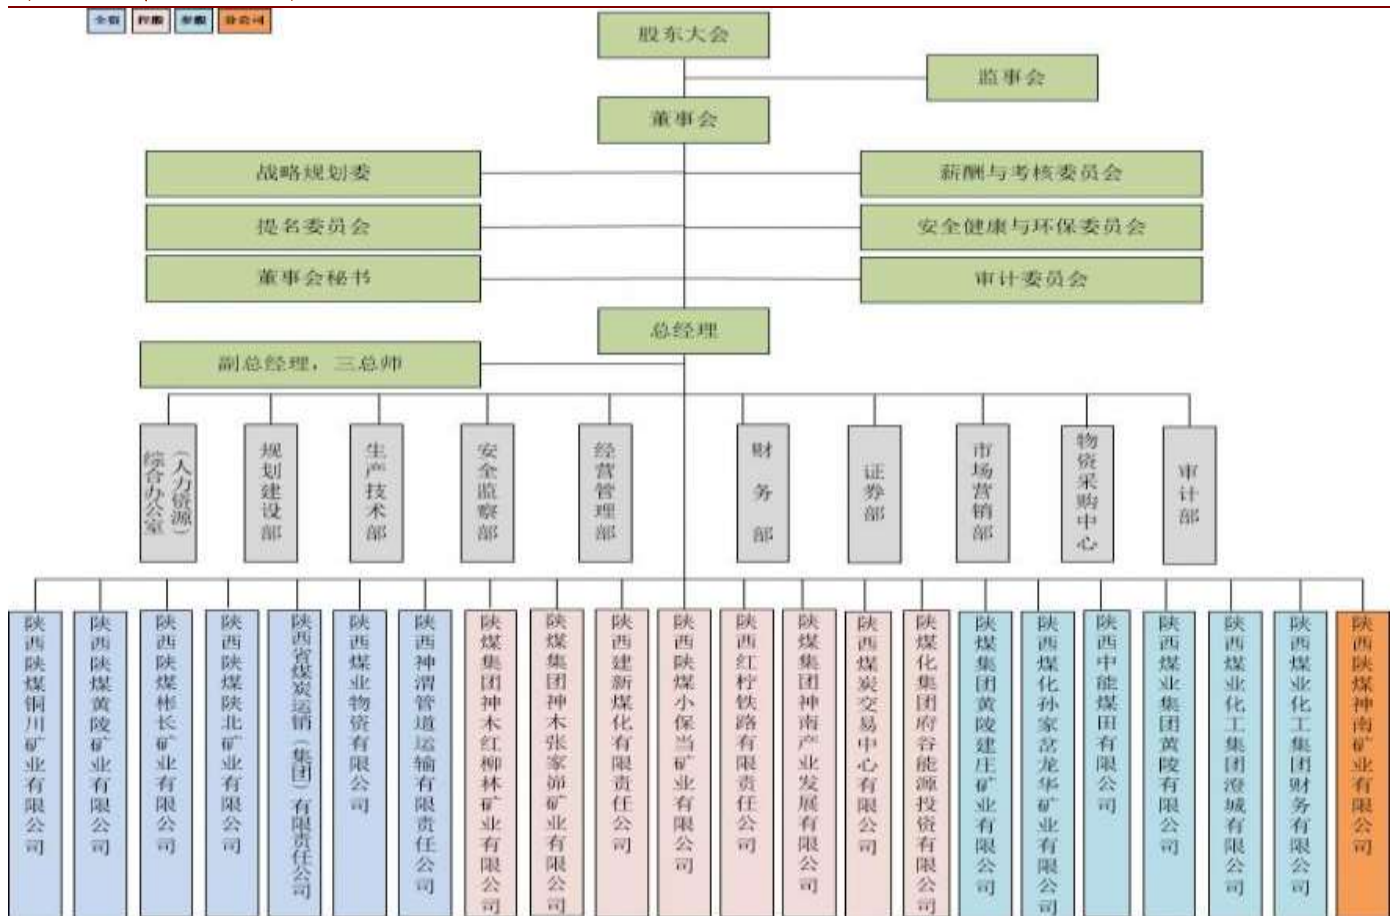 全资
控股
参股
分公司
股东大会
监事会
董事会
战略规划委
薪酬与考核委员会
提名委员会
安全健康与环保委员会
董事会秘书
审计委员会
总经理
副总经理，三总师
综合办公室
（人力资源）
规划建设部
生产技术部
安全监察部
经营管理部
财务部
证券部
市场营销部
物资采购中心
审计部
陕西陕煤铜川矿业有限公司
陕西陕煤黄陵矿业有限公司
陕西陕煤彬长矿业有限公司
陕西陕煤陕北矿业有限公司
陕西省煤炭运销（集团）有限责任公司
陕西煤业物资有限公司
陕西神渭管道运输有限责任公司
陕煤集团神木红柳林矿业有限公司
陕煤集团神木张家峁矿业有限公司
陕西建新煤化有限责任公司
陕西陕煤小保当矿业有限公司
陕西红柠铁路有限责任公司
陕煤集团神南产业发展有限公司
陕西煤炭交易中心有限公司
陕煤化集团府谷能源投资有限公司
陕煤集团黄陵建庄矿业有限公司
陕西煤化孙家岔龙华矿业有限公司
陕西中能煤田有限公司
陕西煤业集团黄陵有限公司
陕西煤业化工集团澄城有限公司
陕西煤业化工集团财务有限公司
陕西陕煤神南矿业有限公司